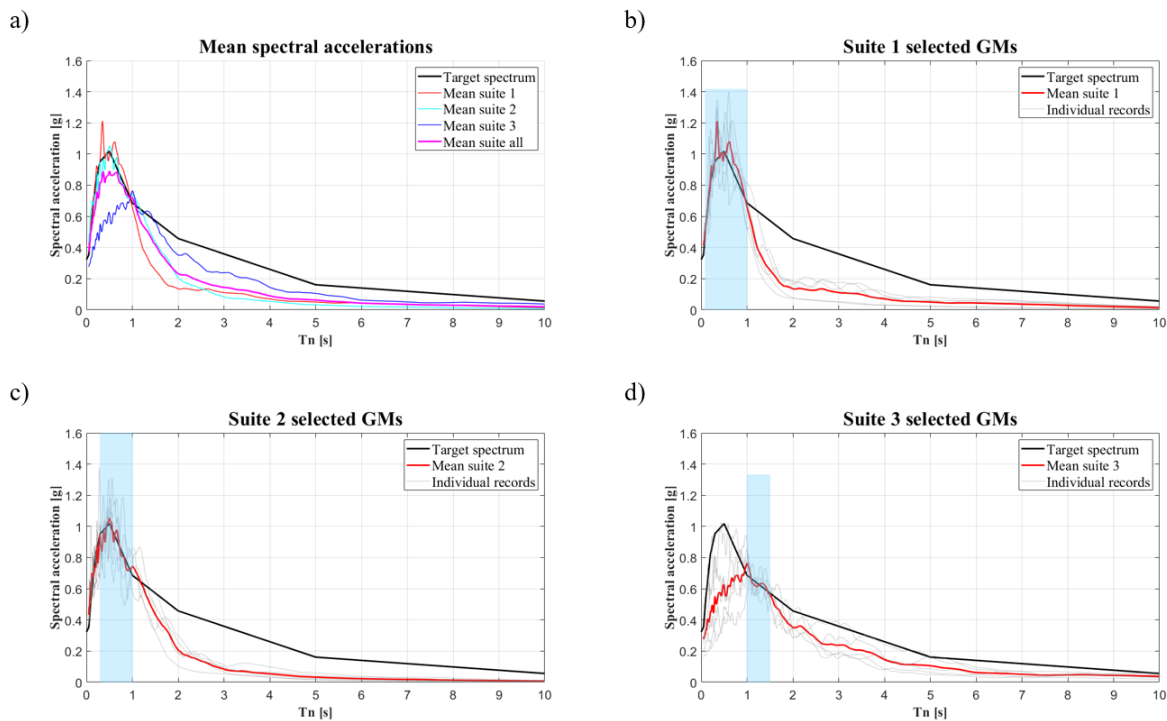 a)
Mean spectral accelerations
Spectral acceleration [g]
1.6
1.4
1.2
1
0.8
0.6
0.4
0.2
0
Target spectrum
Mean suite 1
Mean suite 2
Mean suite 3
Mean suite all
0 1 2 3 4 5 6 7 8 9 10
Tn [s]
b)
Suite 1 selected GMs
Spectral acceleration [g]
1.6
1.4
1.2
1
0.8
0.6
0.4
0.2
0
Target spectrum
Mean suite 1
Individual records
0 1 2 3 4 5 6 7 8 9 10
Tn [s]
c)
Suite 2 selected GMs
Spectral acceleration [g]
1.6
1.4
1.2
1
0.8
0.6
0.4
0.2
0
Target spectrum
Mean suite 2
Individual records
0 1 2 3 4 5 6 7 8 9 10
Tn [s]
d)
Suite 3 selected GMs
Spectral acceleration [g]
1.6
1.4
1.2
1
0.8
0.6
0.4
0.2
0
Target spectrum
Mean suite 3
Individual records
0 1 2 3 4 5 6 7 8 9 10
Tn [s]